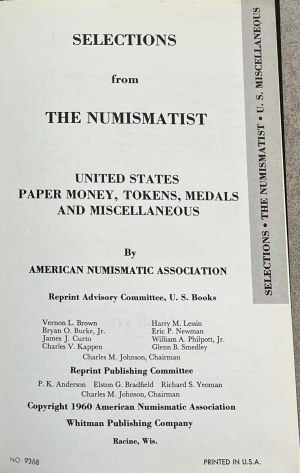 SELECTIONS
from
THE NUMISMATIST
UNITED STATES
PAPER MONEY, TOKENS, MEDALS
AND MISCELLANEOUS
By
AMERICAN NUMISMATIC ASSOCIATION
Reprint Advisory Committee, U. S. Books
Vernon L. Brown Harry M. Lessin
Bryan O. Burke, Jr. Eric P. Newman
James J. Curto William A. Philpott, Jr.
Charles V. Kappen Glenn B. Smedley
Charles M. Johnson, Chairman
Reprint Publishing Committee
P. K. Anderson Elston G. Bradfield Richard S. Yeoman
Charles M. Johnson, Chairman
Copyright 1960 American Numismatic Association
Whitman Publishing Company
Racine, Wis.
NO. 9368 PRINTED IN U.S.A.
SELECTIONS • THE NUMISMATIST • U. S. MISCELLANEOUS